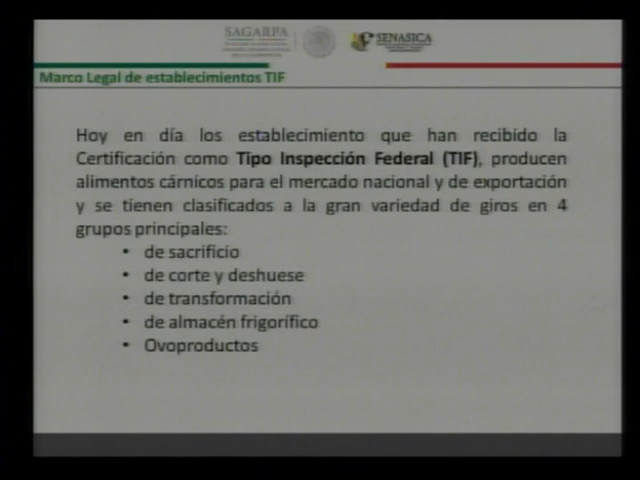 SAGARPA
SENASICA
Marco Legal de establecimientos TIF
Hoy en día los establecimiento que han recibido la
Certificación como Tipo Inspección Federal (TIF), producen
alimentos cárnicos para el mercado nacional y de exportación
y se tienen clasificados a la gran variedad de giros en 4
grupos principales:
• de sacrificio
• de corte y deshuese
• de transformación
• de almacén frigorífico
• Ovoproductos